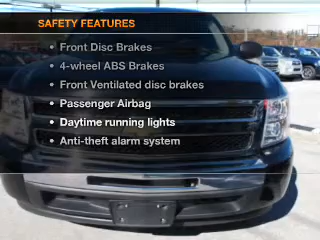 SAFETY FEATURES
• Front Disc Brakes
• 4-wheel ABS Brakes
• Front Ventilated disc brakes
• Passenger Airbag
• Daytime running lights
• Anti-theft alarm system